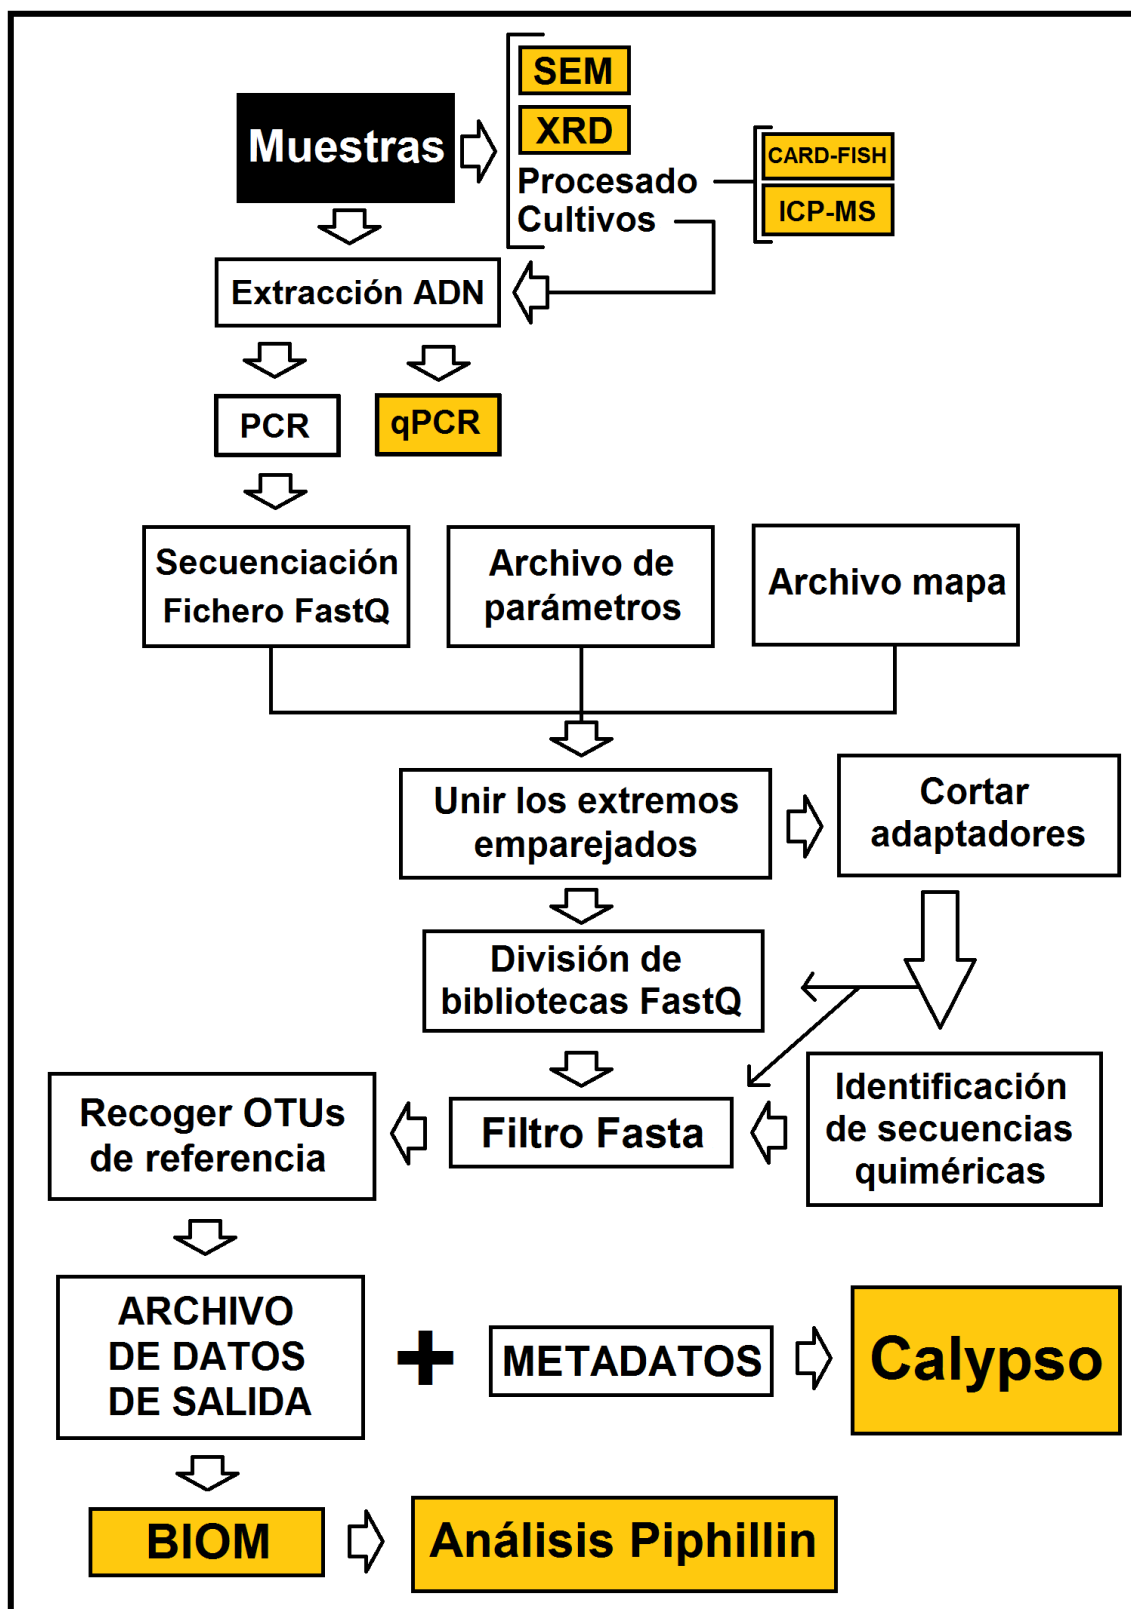 SEM
XRD
Muestras
Procesado
Cultivos
CARD-FISH
ICP-MS
Extracción ADN
PCR
qPCR
Secuenciación
Fichero FastQ
Archivo de
parámetros
Archivo mapa
Unir los extremos
emparejados
Cortar
adaptadores
División de
bibliotecas FastQ
Identificación
de secuencias
quiméricas
Filtro Fasta
Recoger OTUs
de referencia
ARCHIVO
DE DATOS
DE SALIDA
+
METADATOS
Calypso
BIOM
Análisis Piphillin